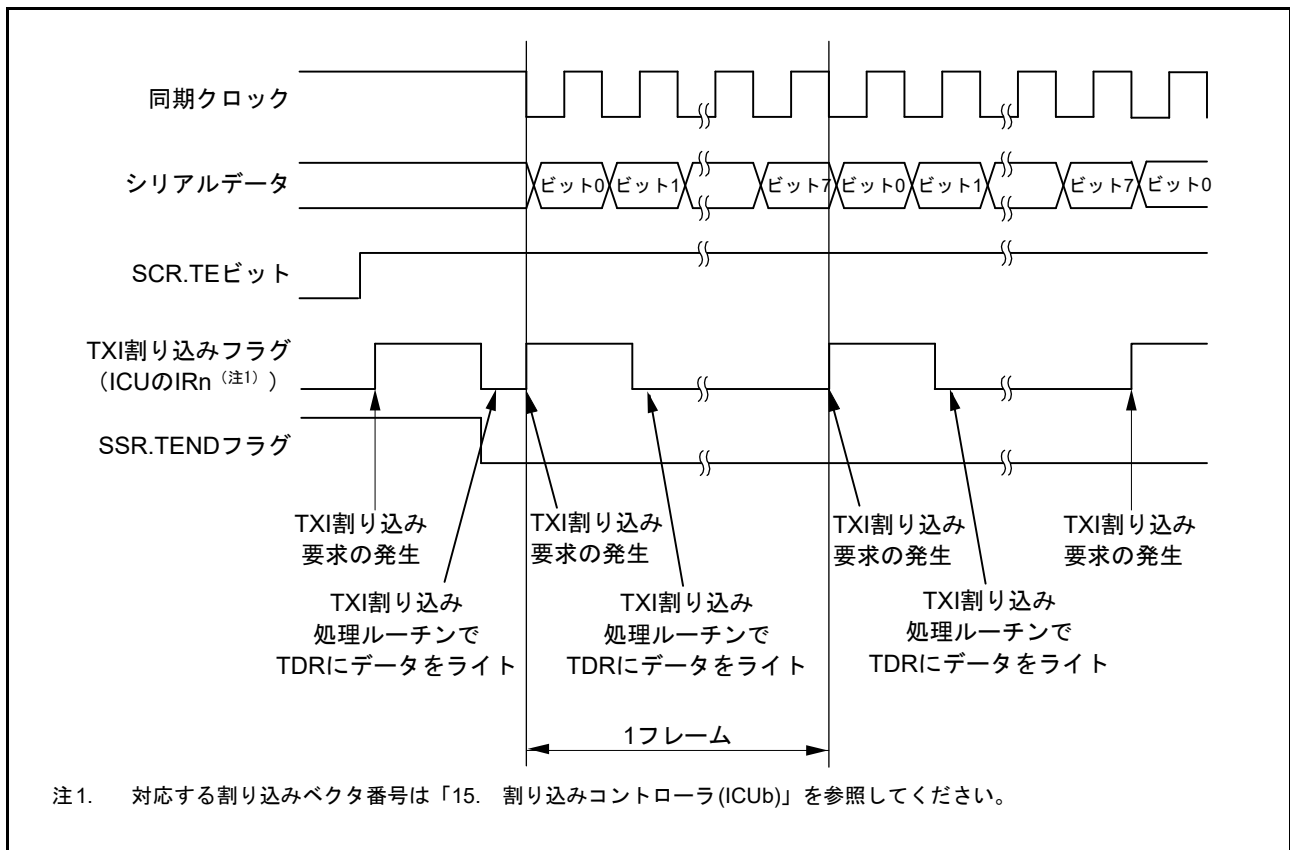 同期クロック
シリアルデータ
ビット0 ビット1 ビット7 ビット0 ビット1 ビット7 ビット0
SCR.TEビット
TXI割り込みフラグ
（ICUのIRn（注1））
SSR.TENDフラグ
TXI割り込み
要求の発生
TXI割り込み
要求の発生
TXI割り込み
要求の発生
TXI割り込み
要求の発生
TXI割り込み
処理ルーチンで
TDRにデータをライト
TXI割り込み
処理ルーチンで
TDRにデータをライト
TXI割り込み
処理ルーチンで
TDRにデータをライト
1フレーム
注1. 対応する割り込みベクタ番号は「15. 割り込みコントローラ(ICUb)」を参照してください。